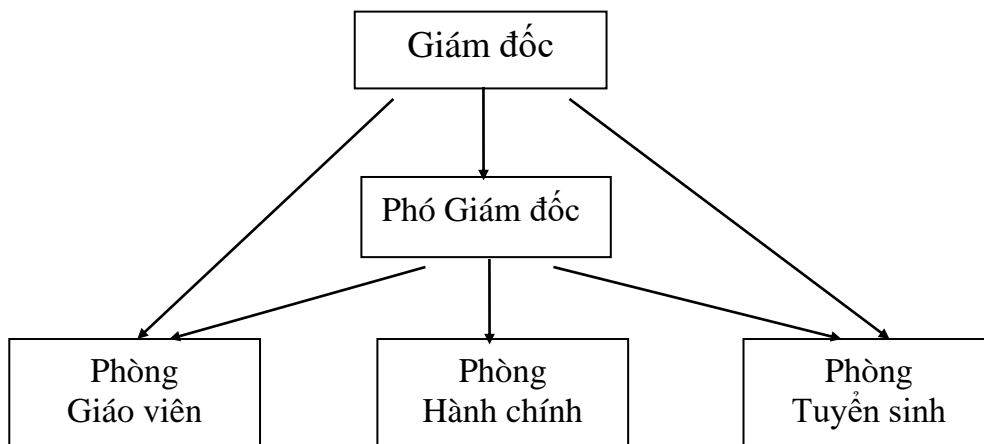 Giám đốc
Phó Giám đốc
Phòng
Giáo viên
Phòng
Hành chính
Phòng
Tuyển sinh